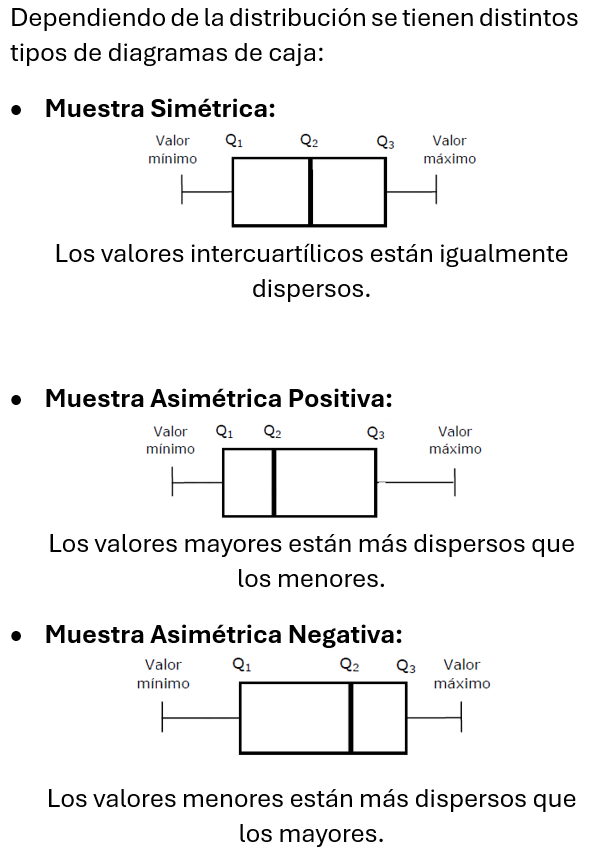 Dependiendo de la distribución se tienen distintos
tipos de diagramas de caja:
• Muestra Simétrica:
Valor mínimo Q₁ Q₂ Q₃ Valor máximo
Los valores intercuartílicos están igualmente
dispersos.
• Muestra Asimétrica Positiva:
Valor mínimo Q₁ Q₂ Q₃ Valor máximo
Los valores mayores están más dispersos que
los menores.
• Muestra Asimétrica Negativa:
Valor mínimo Q₁ Q₂ Q₃ Valor máximo
Los valores menores están más dispersos que
los mayores.